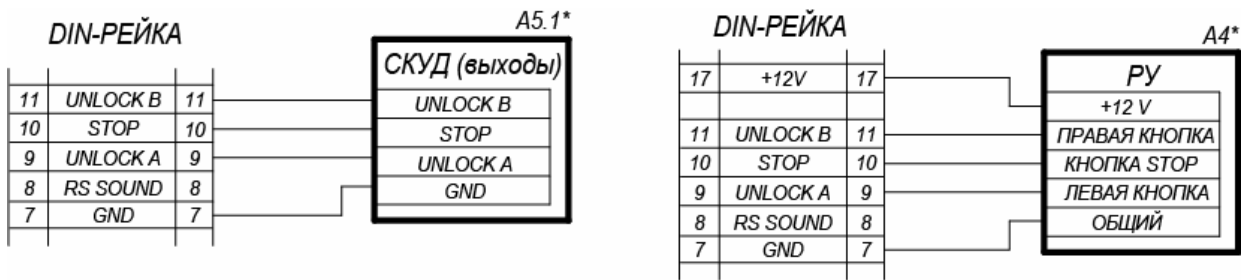 DIN-РЕЙКА
A5.1*
СКУД (выходы)
11 UNLOCK B 11
UNLOCK B
10 STOP 10
STOP
9 UNLOCK A 9
UNLOCK A
8 RS SOUND 8
GND
7 GND 7
DIN-РЕЙКА
A4*
РУ
17 +12V 17
+12 V
11 UNLOCK B 11
ПРАВАЯ КНОПКА
10 STOP 10
КНОПКА STOP
9 UNLOCK A 9
ЛЕВАЯ КНОПКА
8 RS SOUND 8
ОБЩИЙ
7 GND 7